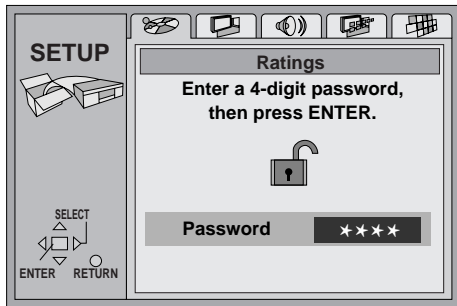 SETUP
Ratings
Enter a 4-digit password,
then press ENTER.
Password ****
SELECT
ENTER RETURN